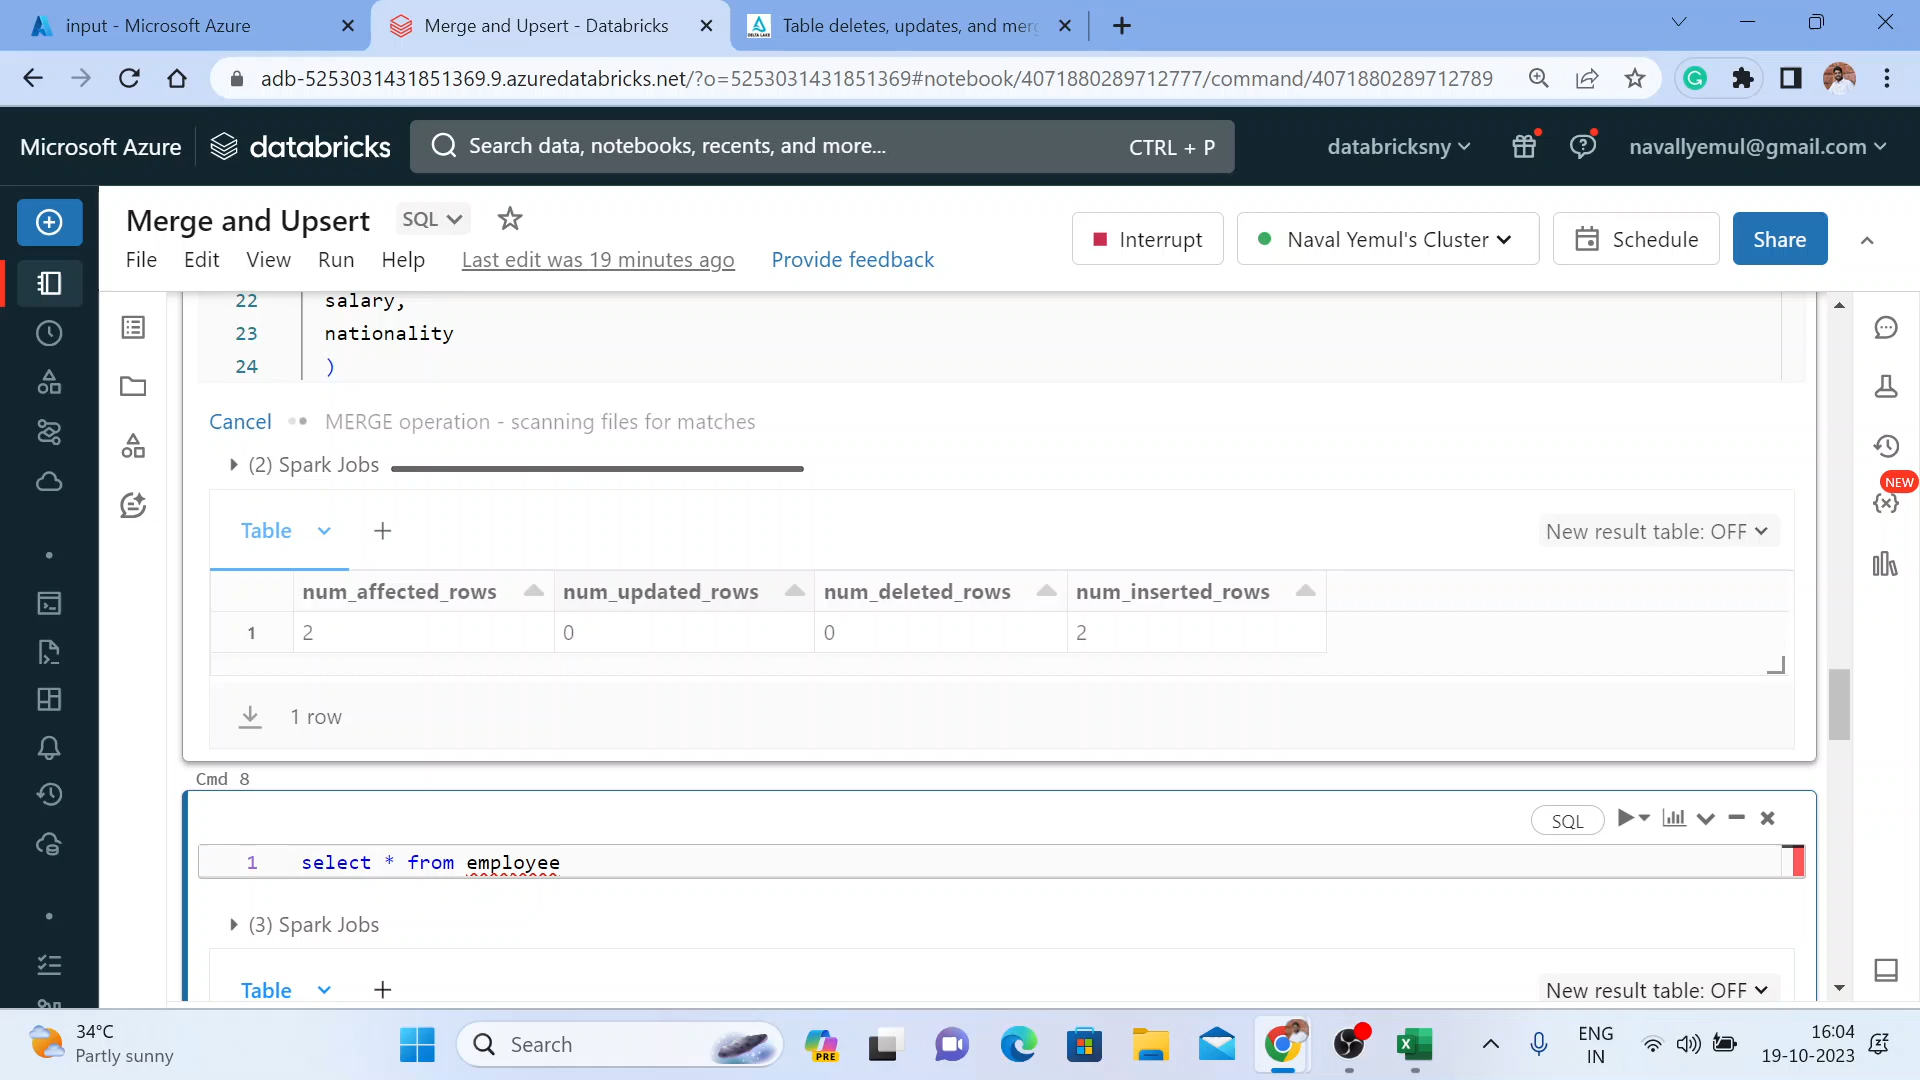 input - Microsoft Azure
Merge and Upsert - Databricks
Table deletes, updates, and mer
DELTA LAKE
adb-5253031431851369.9.azuredatabricks.net/?o=5253031431851369#notebook/4071880289712777/command/4071880289712789
Microsoft Azure
databricks
Search data, notebooks, recents, and more...
CTRL + P
databricksny
navallyemul@gmail.com
Merge and Upsert
SQL
Interrupt
Naval Yemul's Cluster
Schedule
Share
File Edit View Run Help Last edit was 19 minutes ago Provide feedback
22 salary,
23 nationality
24 )
Cancel MERGE operation - scanning files for matches
(2) Spark Jobs
NEW
Table +
New result table: OFF
num_affected_rows num_updated_rows num_deleted_rows num_inserted_rows
1 2 0 0 2
1 row
Cmd 8
SQL
1 select * from employee
(3) Spark Jobs
Table +
New result table: OFF
34°C
Partly sunny
Search
PRE
ENG
IN
16:04
19-10-2023